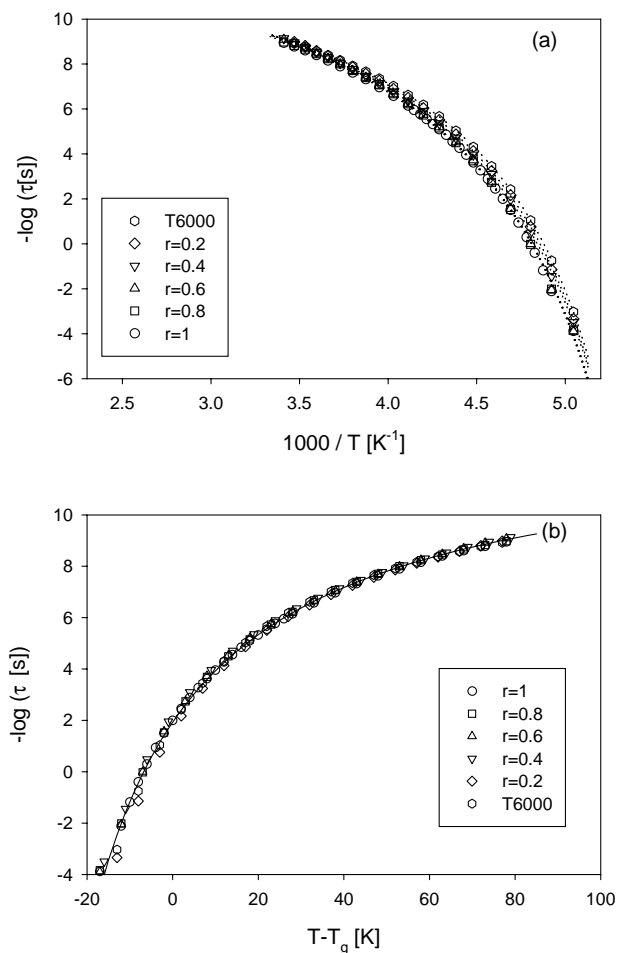 (a)
-log (τ[s])
10
8
6
4
2
0
-2
-4
-6
T6000
r=0.2
r=0.4
r=0.6
r=0.8
r=1
2.5 3.0 3.5 4.0 4.5 5.0
1000 / T [K⁻¹]
(b)
-log (τ [s])
10
8
6
4
2
0
-2
-4
r=1
r=0.8
r=0.6
r=0.4
r=0.2
T6000
-20 0 20 40 60 80 100
T-Tg [K]